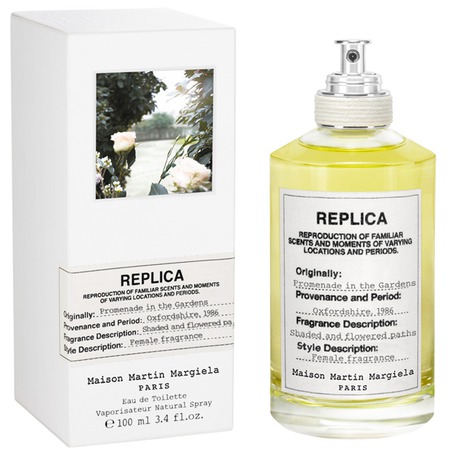 REPLICA
REPRODUCTION OF FAMILIAR SCENTS AND MOMENTS
OF VARYING LOCATIONS AND PERIODS.
Originally: Promenade in the Gardens
Provenance and Period: Oxfordshire, 1986
Fragrance Description: Shaded and flowered pa
Style Description: Female fragrance
Maison Martin Margiela
PARIS
Eau de Toilette
Vaporisateur Natural Spray
℮ 100 ml 3.4 fl.oz.
REPLICA
REPRODUCTION OF FAMILIAR
SCENTS AND MOMENTS OF VARYING
LOCATIONS AND PERIODS.
Originally:
Promenade in the Gardens
Provenance and Period:
Oxfordshire, 1986
Fragrance Description:
Shaded and flowered paths
Style Description:
Female fragrance
Maison Martin Margiela
PARIS